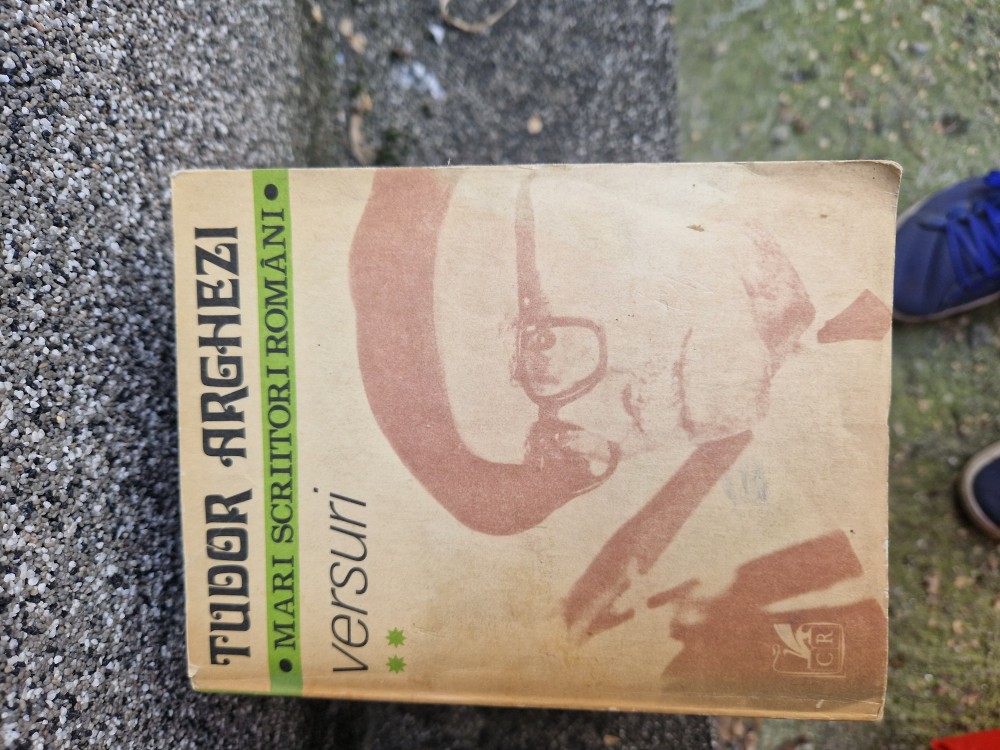 TUDOR ARGHEZI
• MARI SCRIITORI ROMÂNI •
versuri
**
CR